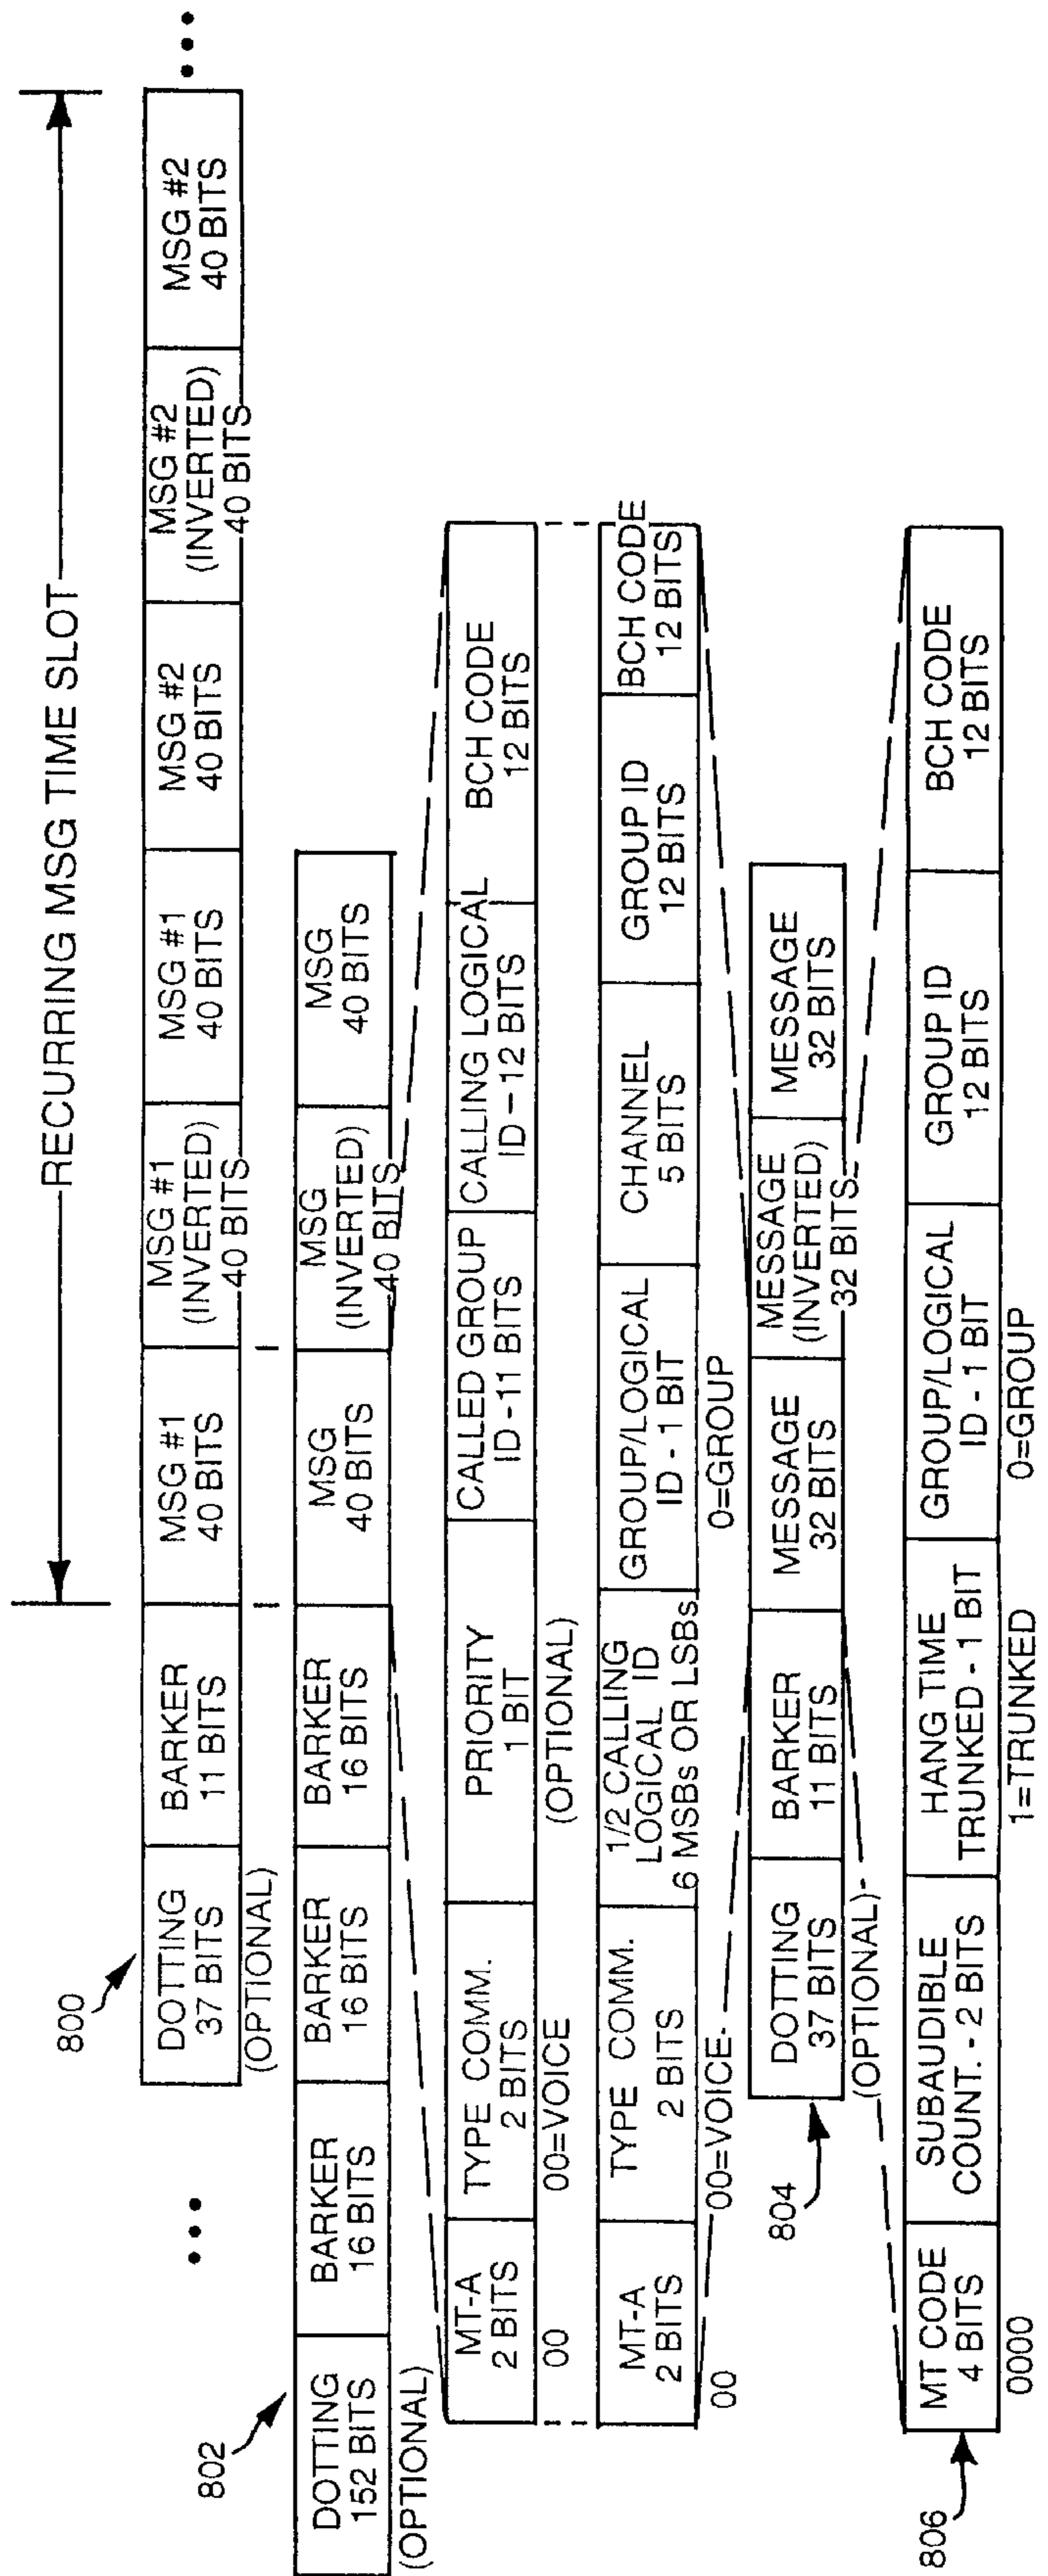 RECURRING MSG TIME SLOT
800
DOTTING
37 BITS
(OPTIONAL)
BARKER
11 BITS
MSG #1
40 BITS
MSG #1
(INVERTED)
40 BITS
MSG #1
40 BITS
MSG #2
40 BITS
MSG #2
(INVERTED)
40 BITS
MSG #2
40 BITS
802
DOTTING
152 BITS
(OPTIONAL)
BARKER
16 BITS
BARKER
16 BITS
BARKER
16 BITS
MSG
40 BITS
MSG
(INVERTED)
40 BITS
MSG
40 BITS
MT-A
2 BITS
00
TYPE COMM.
2 BITS
00=VOICE
PRIORITY
1 BIT
(OPTIONAL)
CALLED GROUP
ID-11 BITS
CALLING LOGICAL
ID-12 BITS
BCH CODE
12 BITS
MT-A
2 BITS
00
TYPE COMM.
2 BITS
00=VOICE
1/2 CALLING
LOGICAL ID
6 MSBs OR LSBs
GROUP/LOGICAL
ID - 1 BIT
0=GROUP
CHANNEL
5 BITS
GROUP ID
12 BITS
BCH CODE
12 BITS
804
DOTTING
37 BITS
(OPTIONAL)
BARKER
11 BITS
MESSAGE
32 BITS
MESSAGE
(INVERTED)
32 BITS
MESSAGE
32 BITS
806
MT CODE
4 BITS
0000
SUBAUDIBLE
COUNT. - 2 BITS
HANG TIME
TRUNKED - 1 BIT
1=TRUNKED
GROUP/LOGICAL
ID - 1 BIT
0=GROUP
GROUP ID
12 BITS
BCH CODE
12 BITS